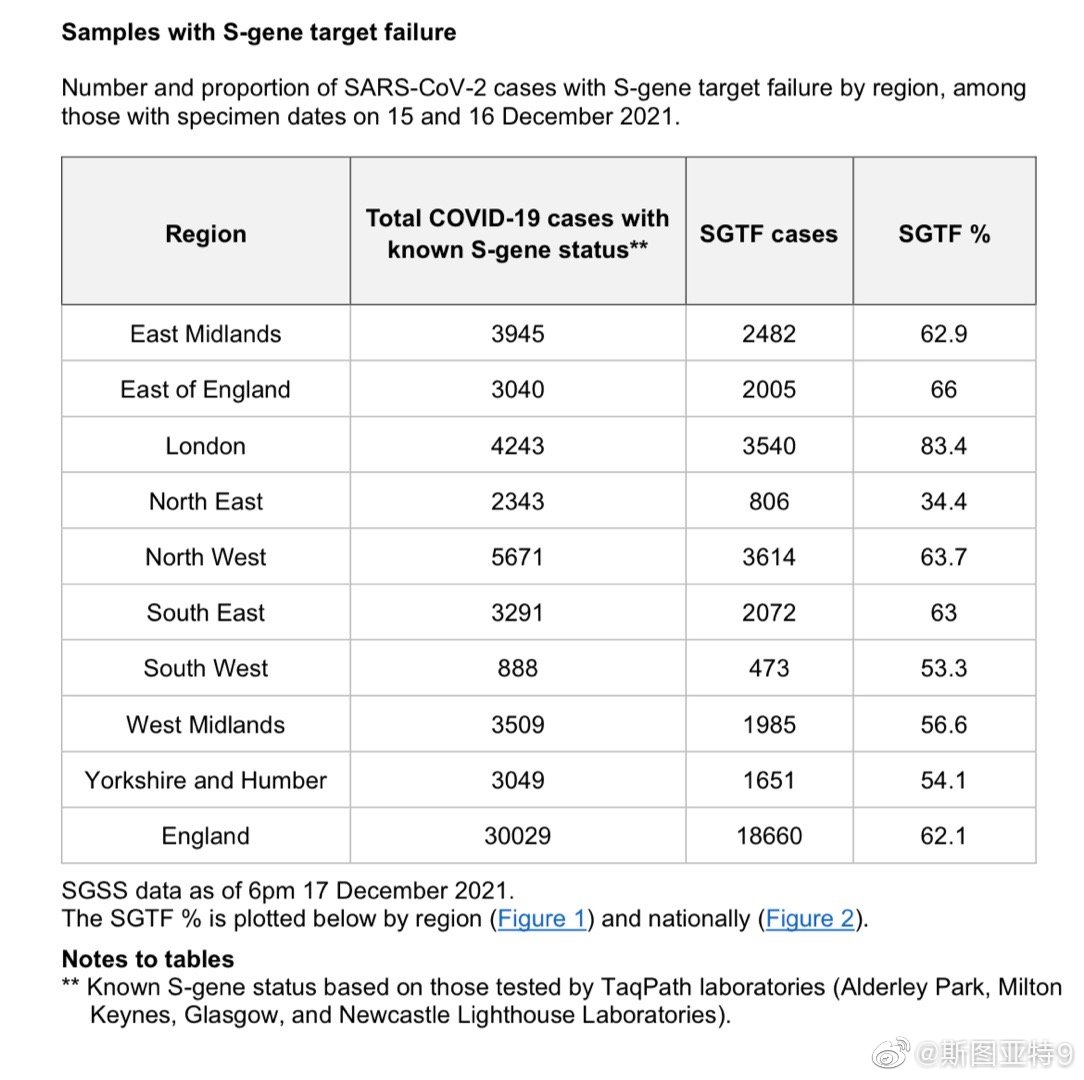 Samples with S-gene target failure
Number and proportion of SARS-CoV-2 cases with S-gene target failure by region, among
those with specimen dates on 15 and 16 December 2021.
Region
Total COVID-19 cases with
known S-gene status**
SGTF cases
SGTF %
East Midlands 3945 2482 62.9
East of England 3040 2005 66
London 4243 3540 83.4
North East 2343 806 34.4
North West 5671 3614 63.7
South East 3291 2072 63
South West 888 473 53.3
West Midlands 3509 1985 56.6
Yorkshire and Humber 3049 1651 54.1
England 30029 18660 62.1
SGSS data as of 6pm 17 December 2021.
The SGTF % is plotted below by region (Figure 1) and nationally (Figure 2).
Notes to tables
** Known S-gene status based on those tested by TaqPath laboratories (Alderley Park, Milton
Keynes, Glasgow, and Newcastle Lighthouse Laboratories).
@斯图亚特9